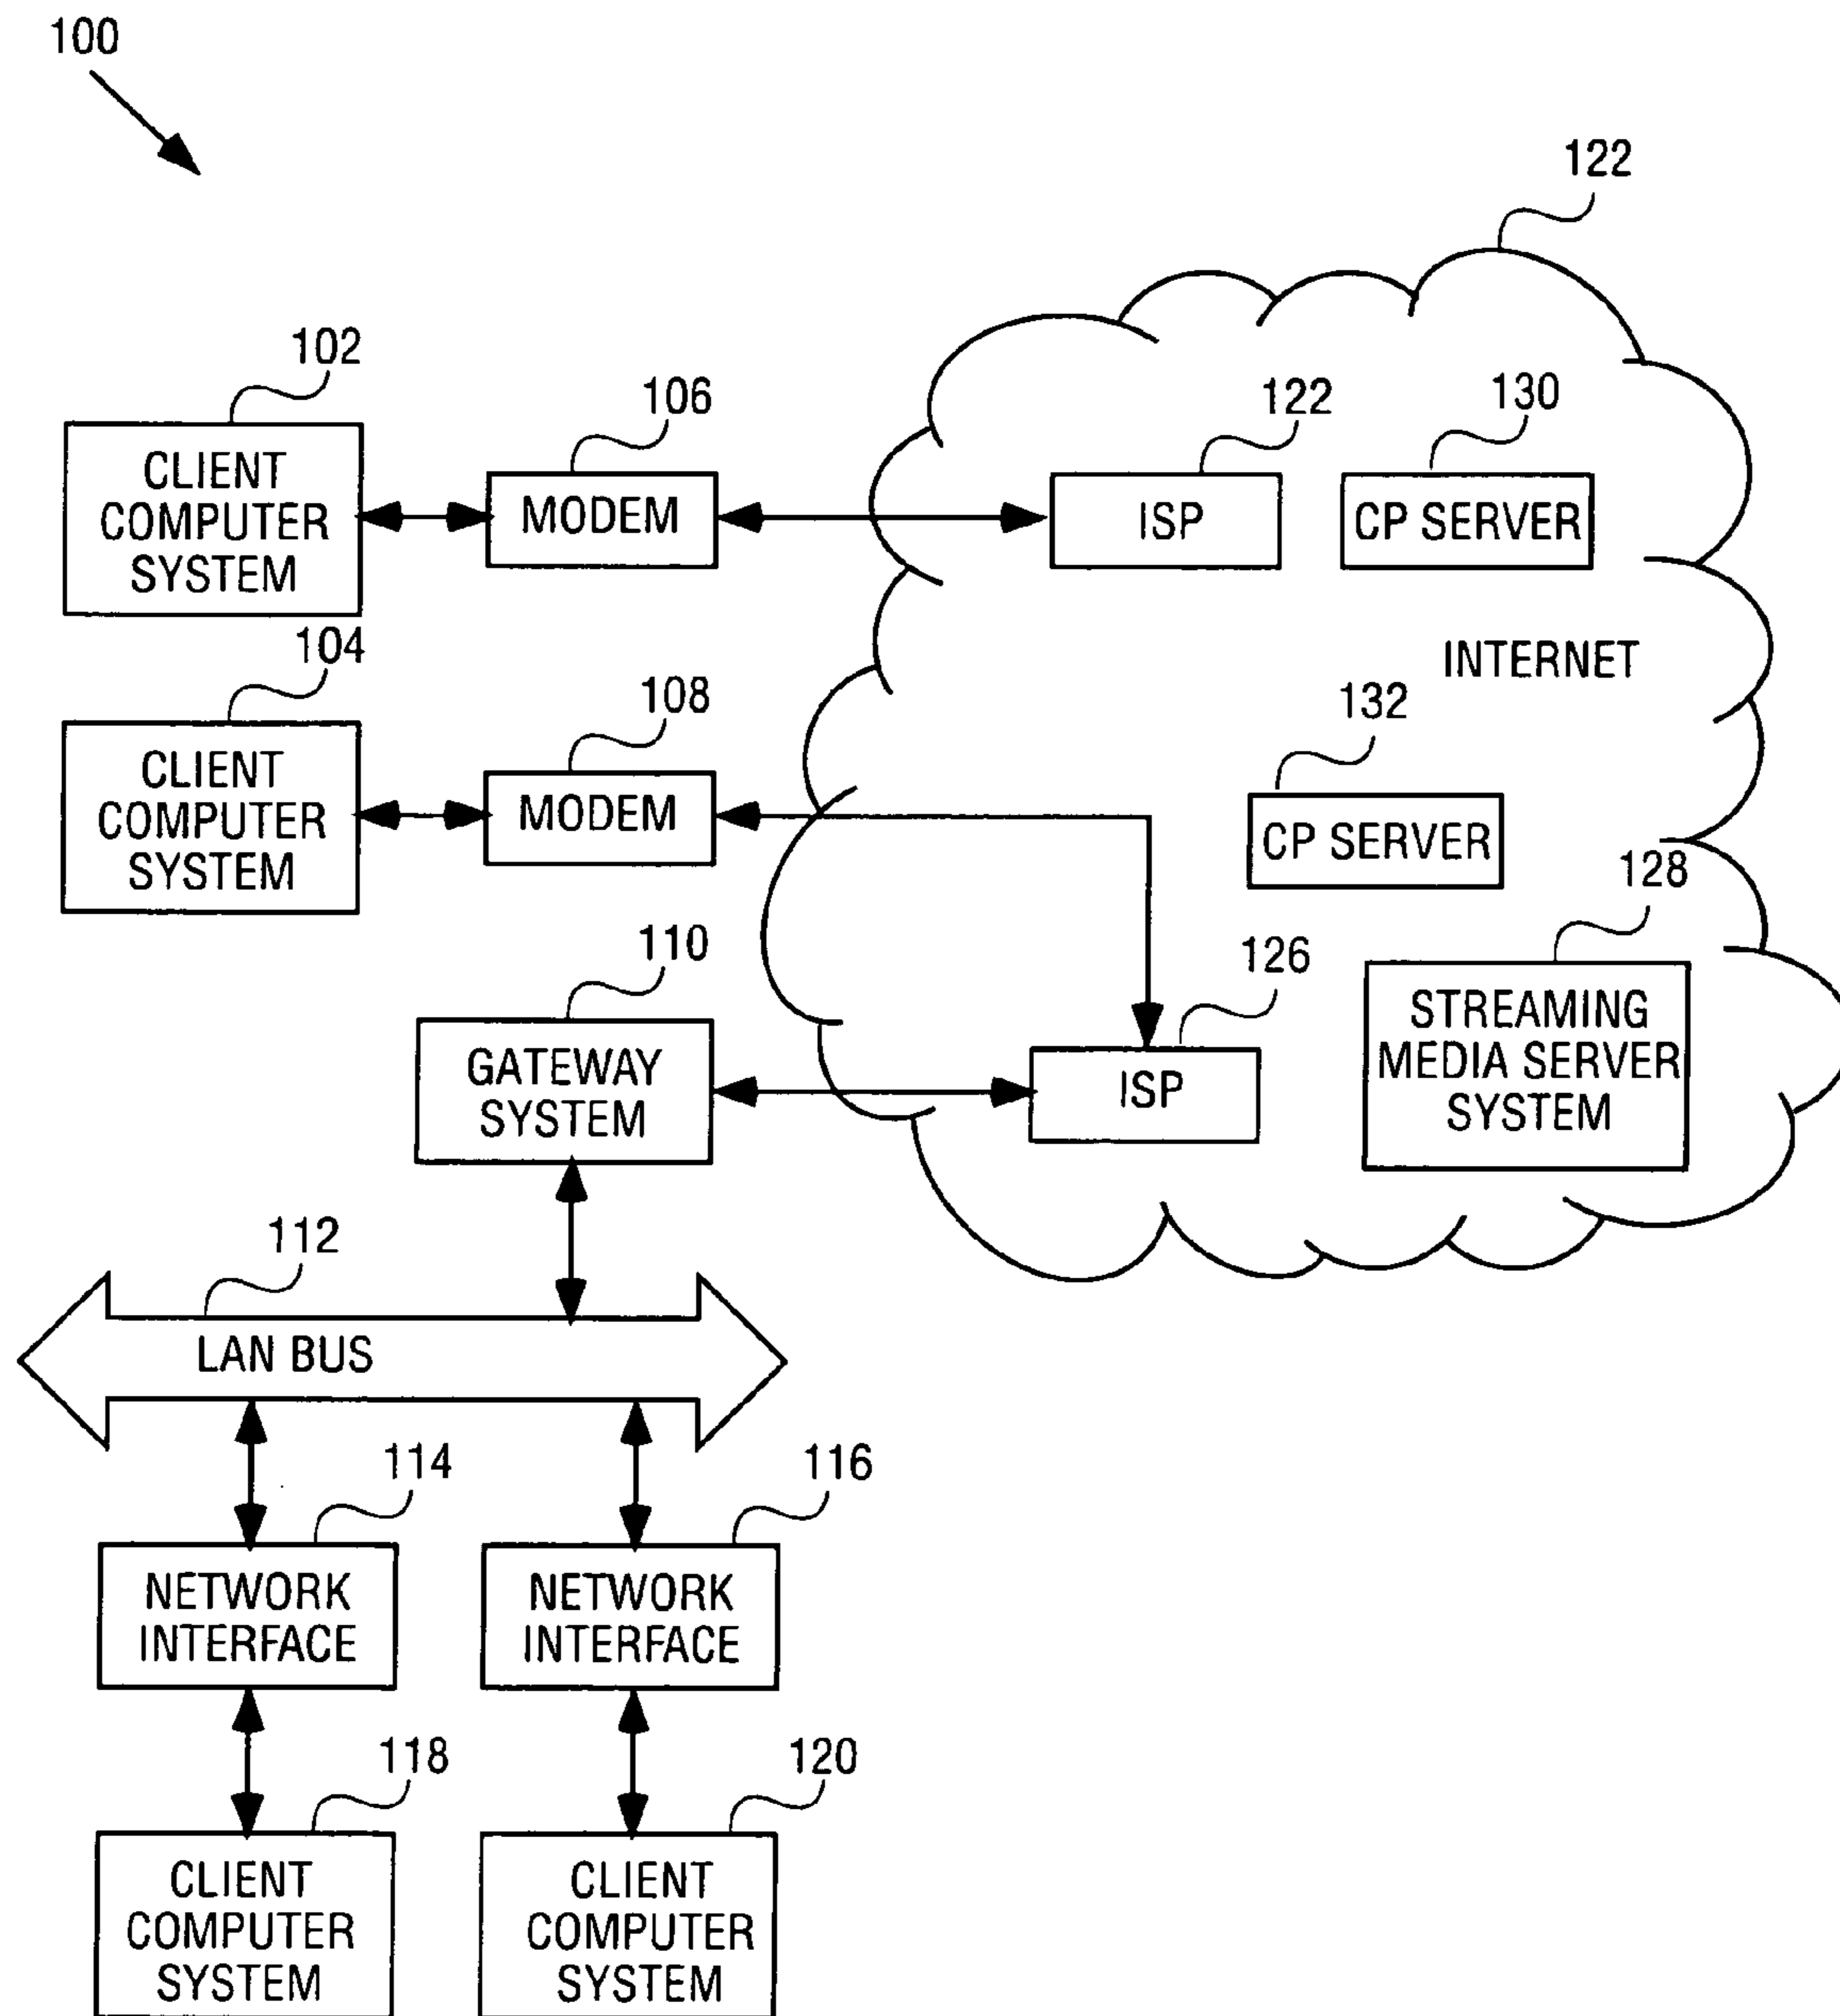 100
122
102
106
122
130
CLIENT
COMPUTER
SYSTEM
MODEM
ISP
CP SERVER
INTERNET
104
108
132
CLIENT
COMPUTER
SYSTEM
MODEM
CP SERVER
128
110
126
GATEWAY
SYSTEM
ISP
STREAMING
MEDIA SERVER
SYSTEM
112
LAN BUS
114
116
NETWORK
INTERFACE
NETWORK
INTERFACE
118
120
CLIENT
COMPUTER
SYSTEM
CLIENT
COMPUTER
SYSTEM